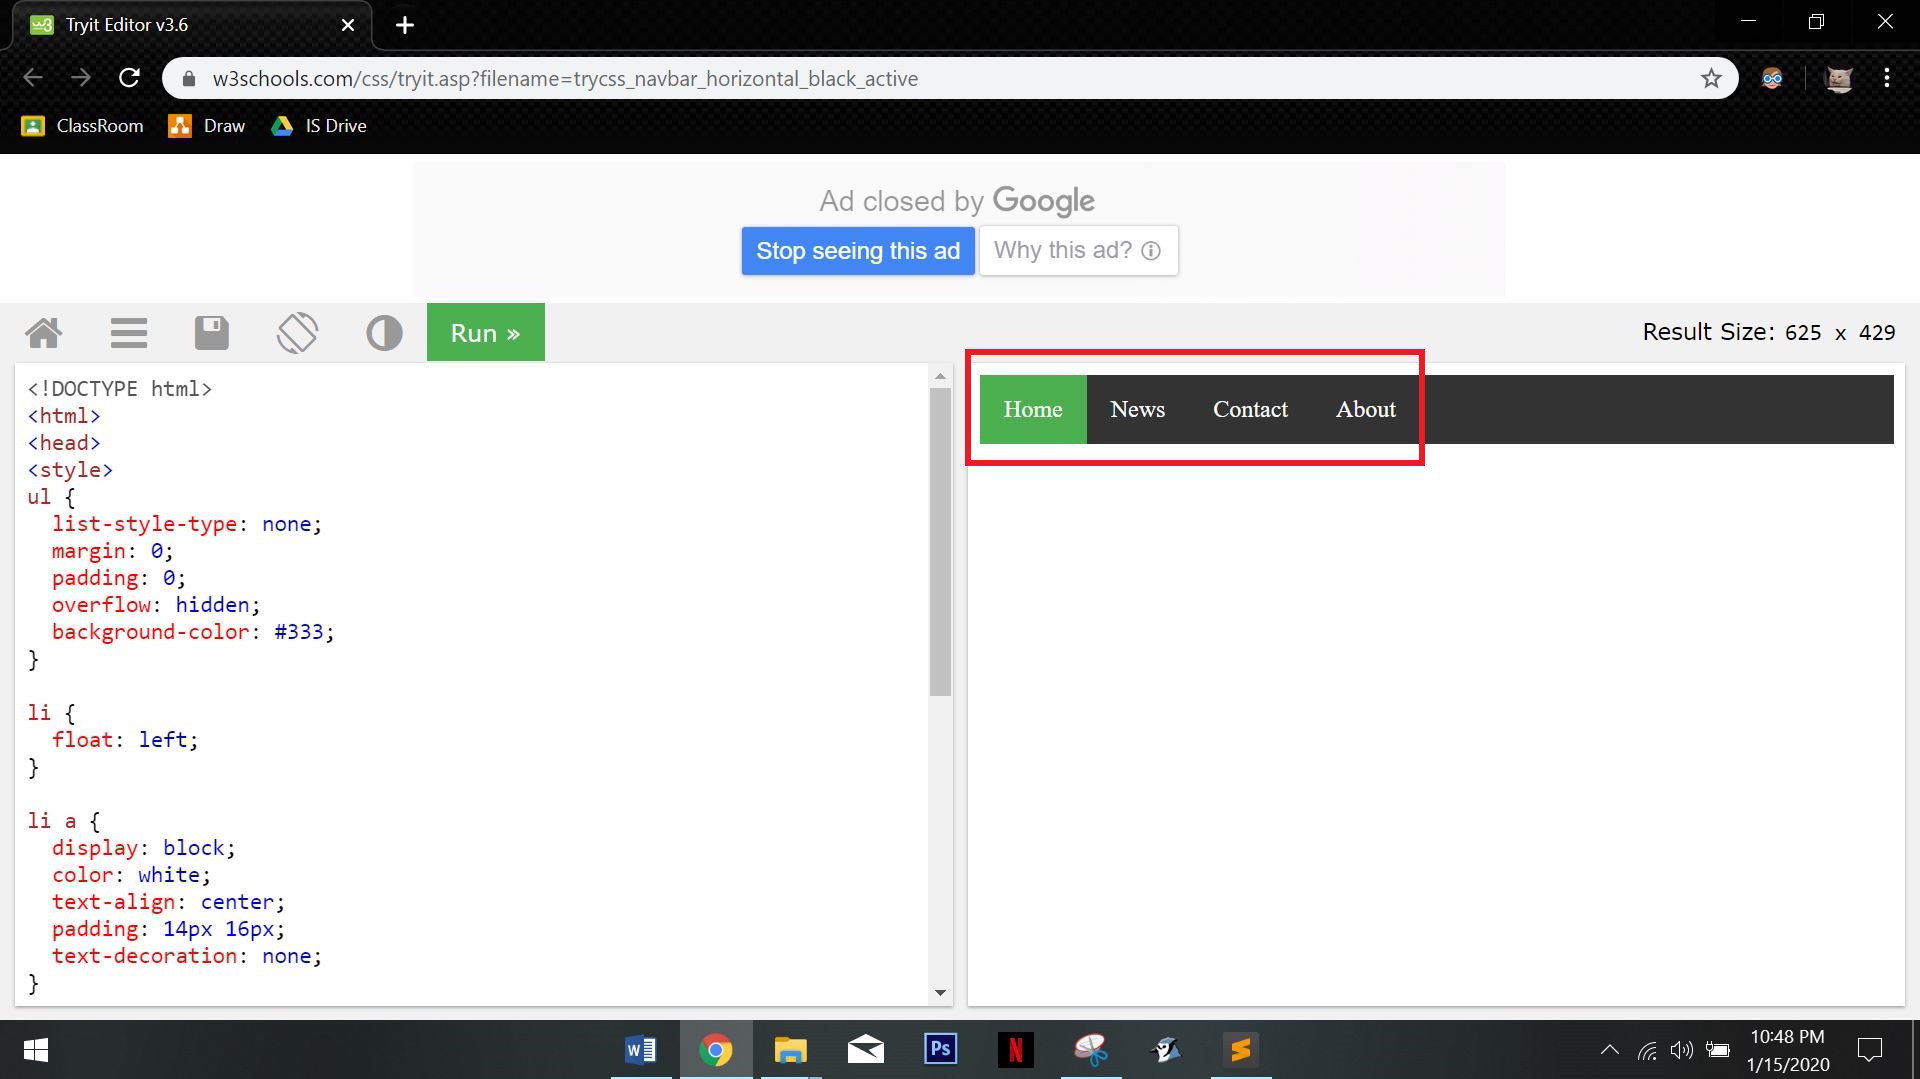 Tryit Editor v3.6
w3schools.com/css/tryit.asp?filename=trycss_navbar_horizontal_black_active
ClassRoom Draw IS Drive
Ad closed by Google
Stop seeing this ad Why this ad?
Run » Result Size: 625 x 429
<!DOCTYPE html>
<html>
<head>
<style>
ul {
  list-style-type: none;
  margin: 0;
  padding: 0;
  overflow: hidden;
  background-color: #333;
}
li {
  float: left;
}
li a {
  display: block;
  color: white;
  text-align: center;
  padding: 14px 16px;
  text-decoration: none;
}
Home News Contact About
W Ps N
10:48 PM
1/15/2020